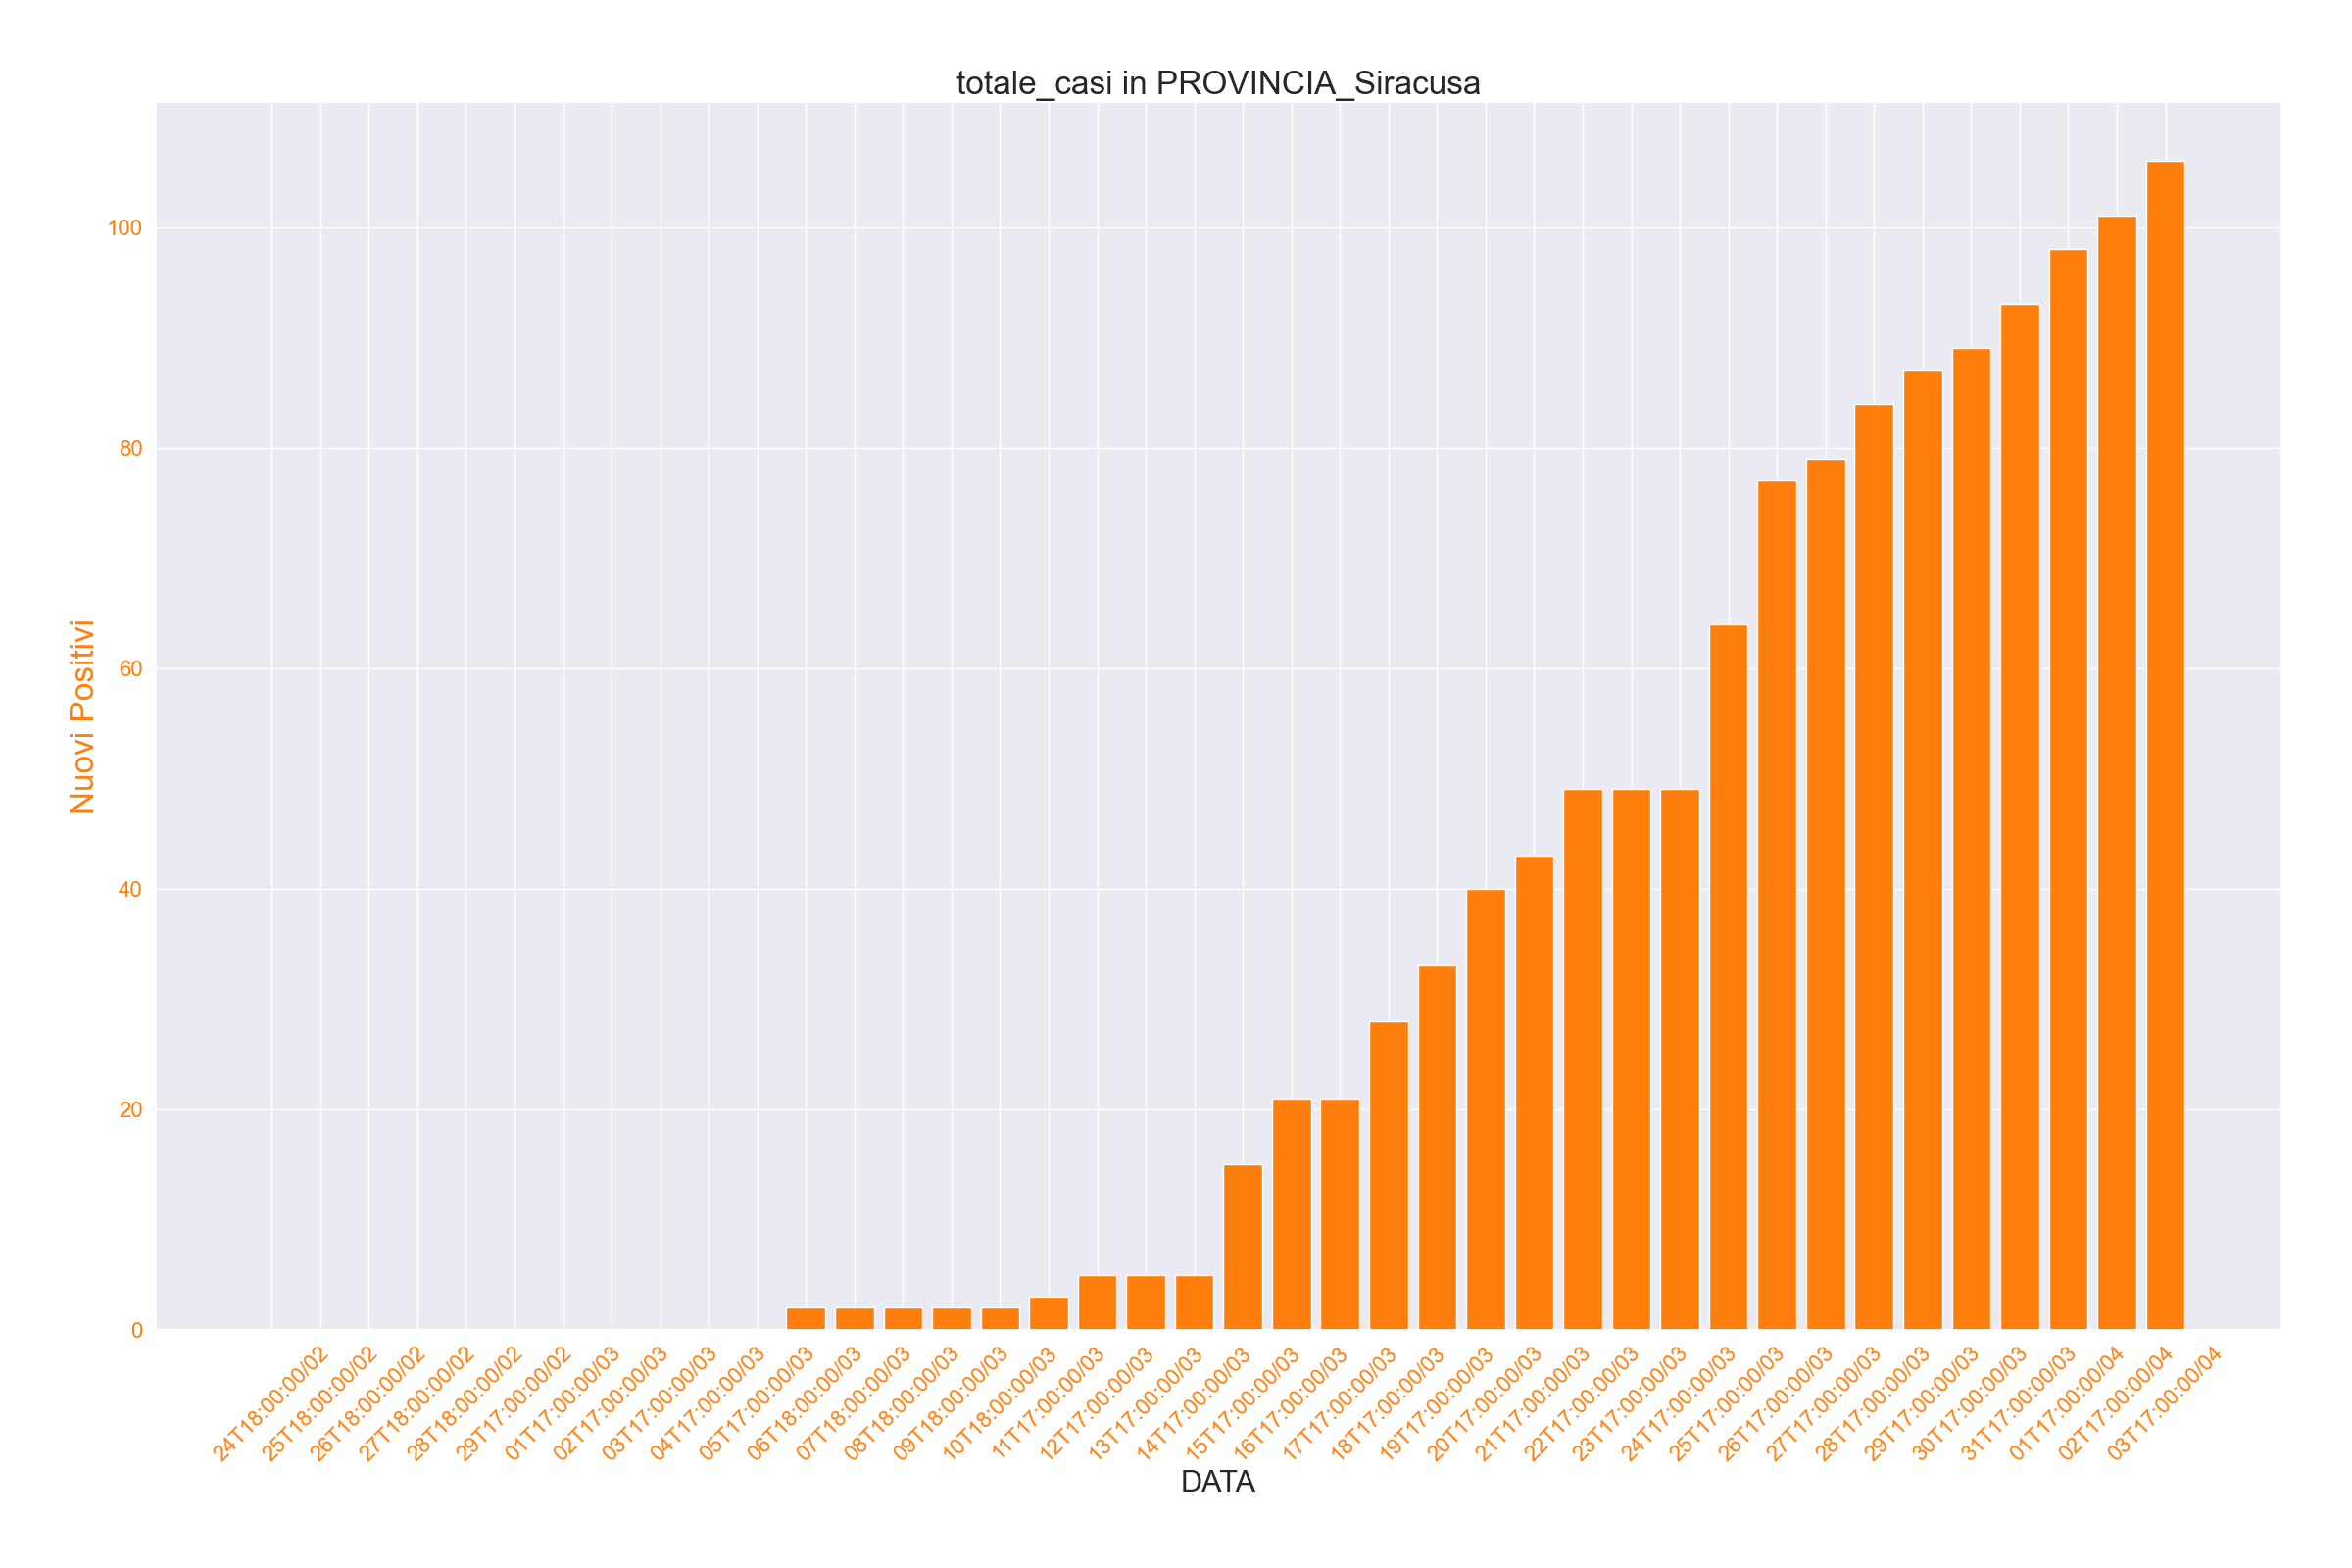 totale_casi in PROVINCIA_Siracusa
Nuovi Positivi
100
80
60
40
20
0
24T18:00:00/02
25T18:00:00/02
26T18:00:00/02
27T18:00:00/02
28T18:00:00/02
29T17:00:00/02
01T17:00:00/03
02T17:00:00/03
03T17:00:00/03
04T17:00:00/03
05T17:00:00/03
06T18:00:00/03
07T18:00:00/03
08T18:00:00/03
09T18:00:00/03
10T18:00:00/03
11T17:00:00/03
12T17:00:00/03
13T17:00:00/03
14T17:00:00/03
15T17:00:00/03
16T17:00:00/03
17T17:00:00/03
18T17:00:00/03
19T17:00:00/03
20T17:00:00/03
21T17:00:00/03
22T17:00:00/03
23T17:00:00/03
24T17:00:00/03
25T17:00:00/03
26T17:00:00/03
27T17:00:00/03
28T17:00:00/03
29T17:00:00/03
30T17:00:00/03
31T17:00:00/03
01T17:00:00/04
02T17:00:00/04
03T17:00:00/04
DATA